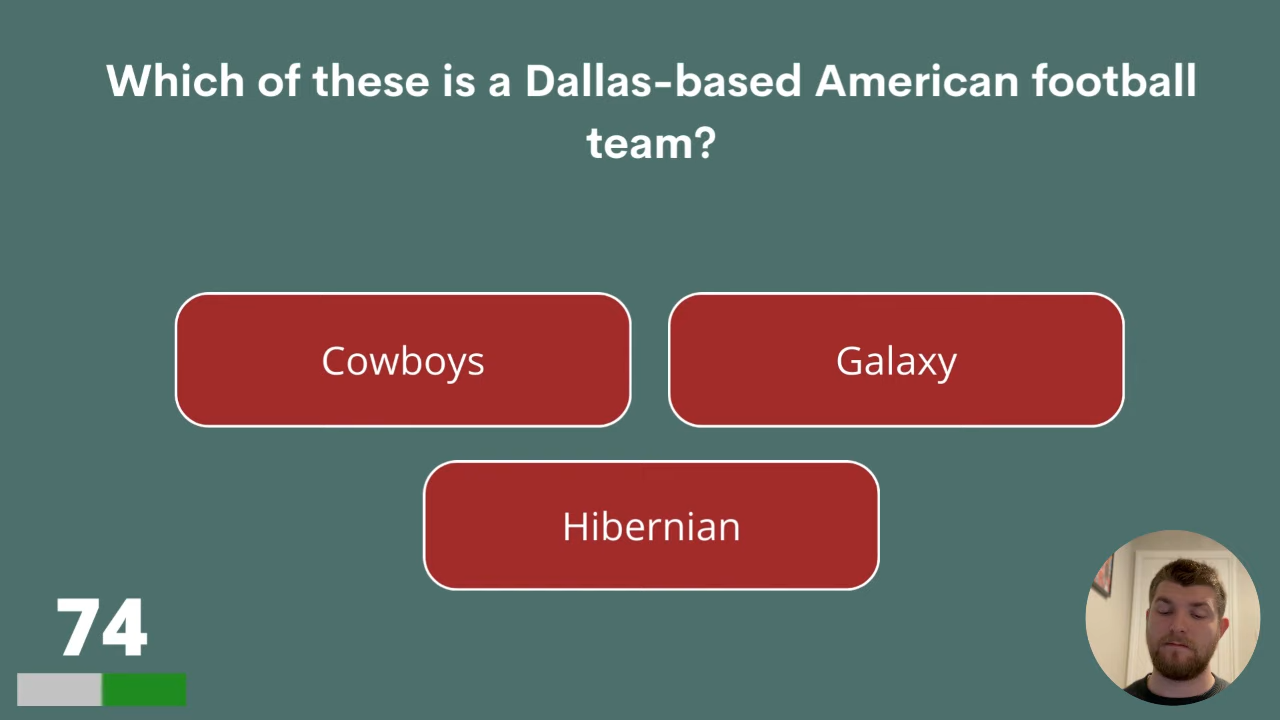 Which of these is a Dallas-based American football
team?
Cowboys
Galaxy
Hibernian
74